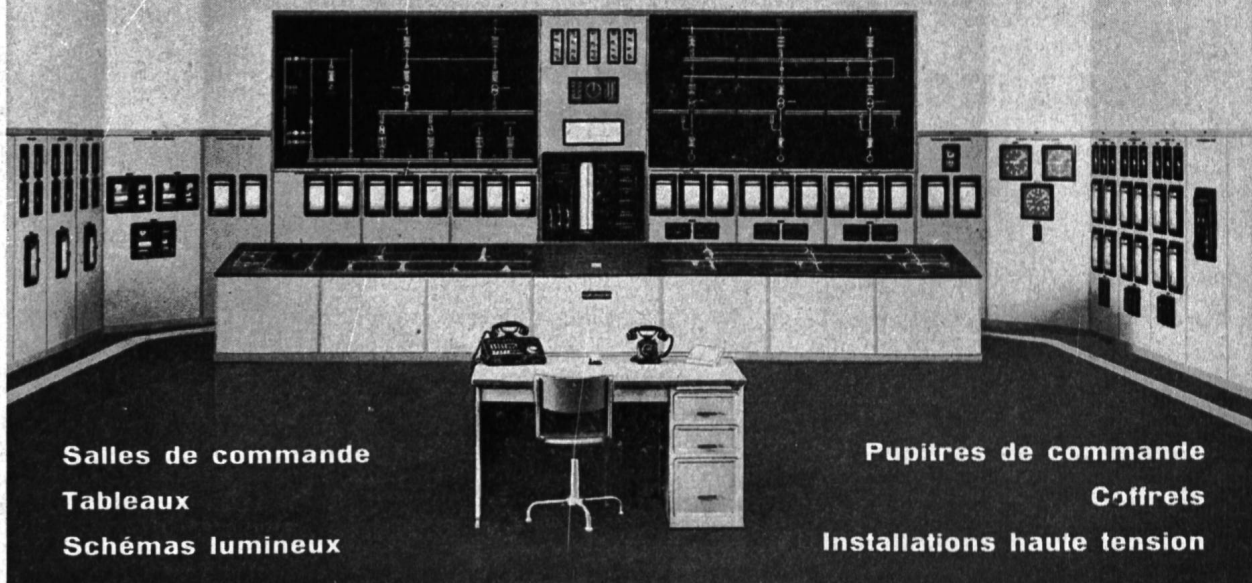 Salles de commande
Tableaux
Schémas lumineux
Pupitres de commande
Coffrets
Installations haute tension